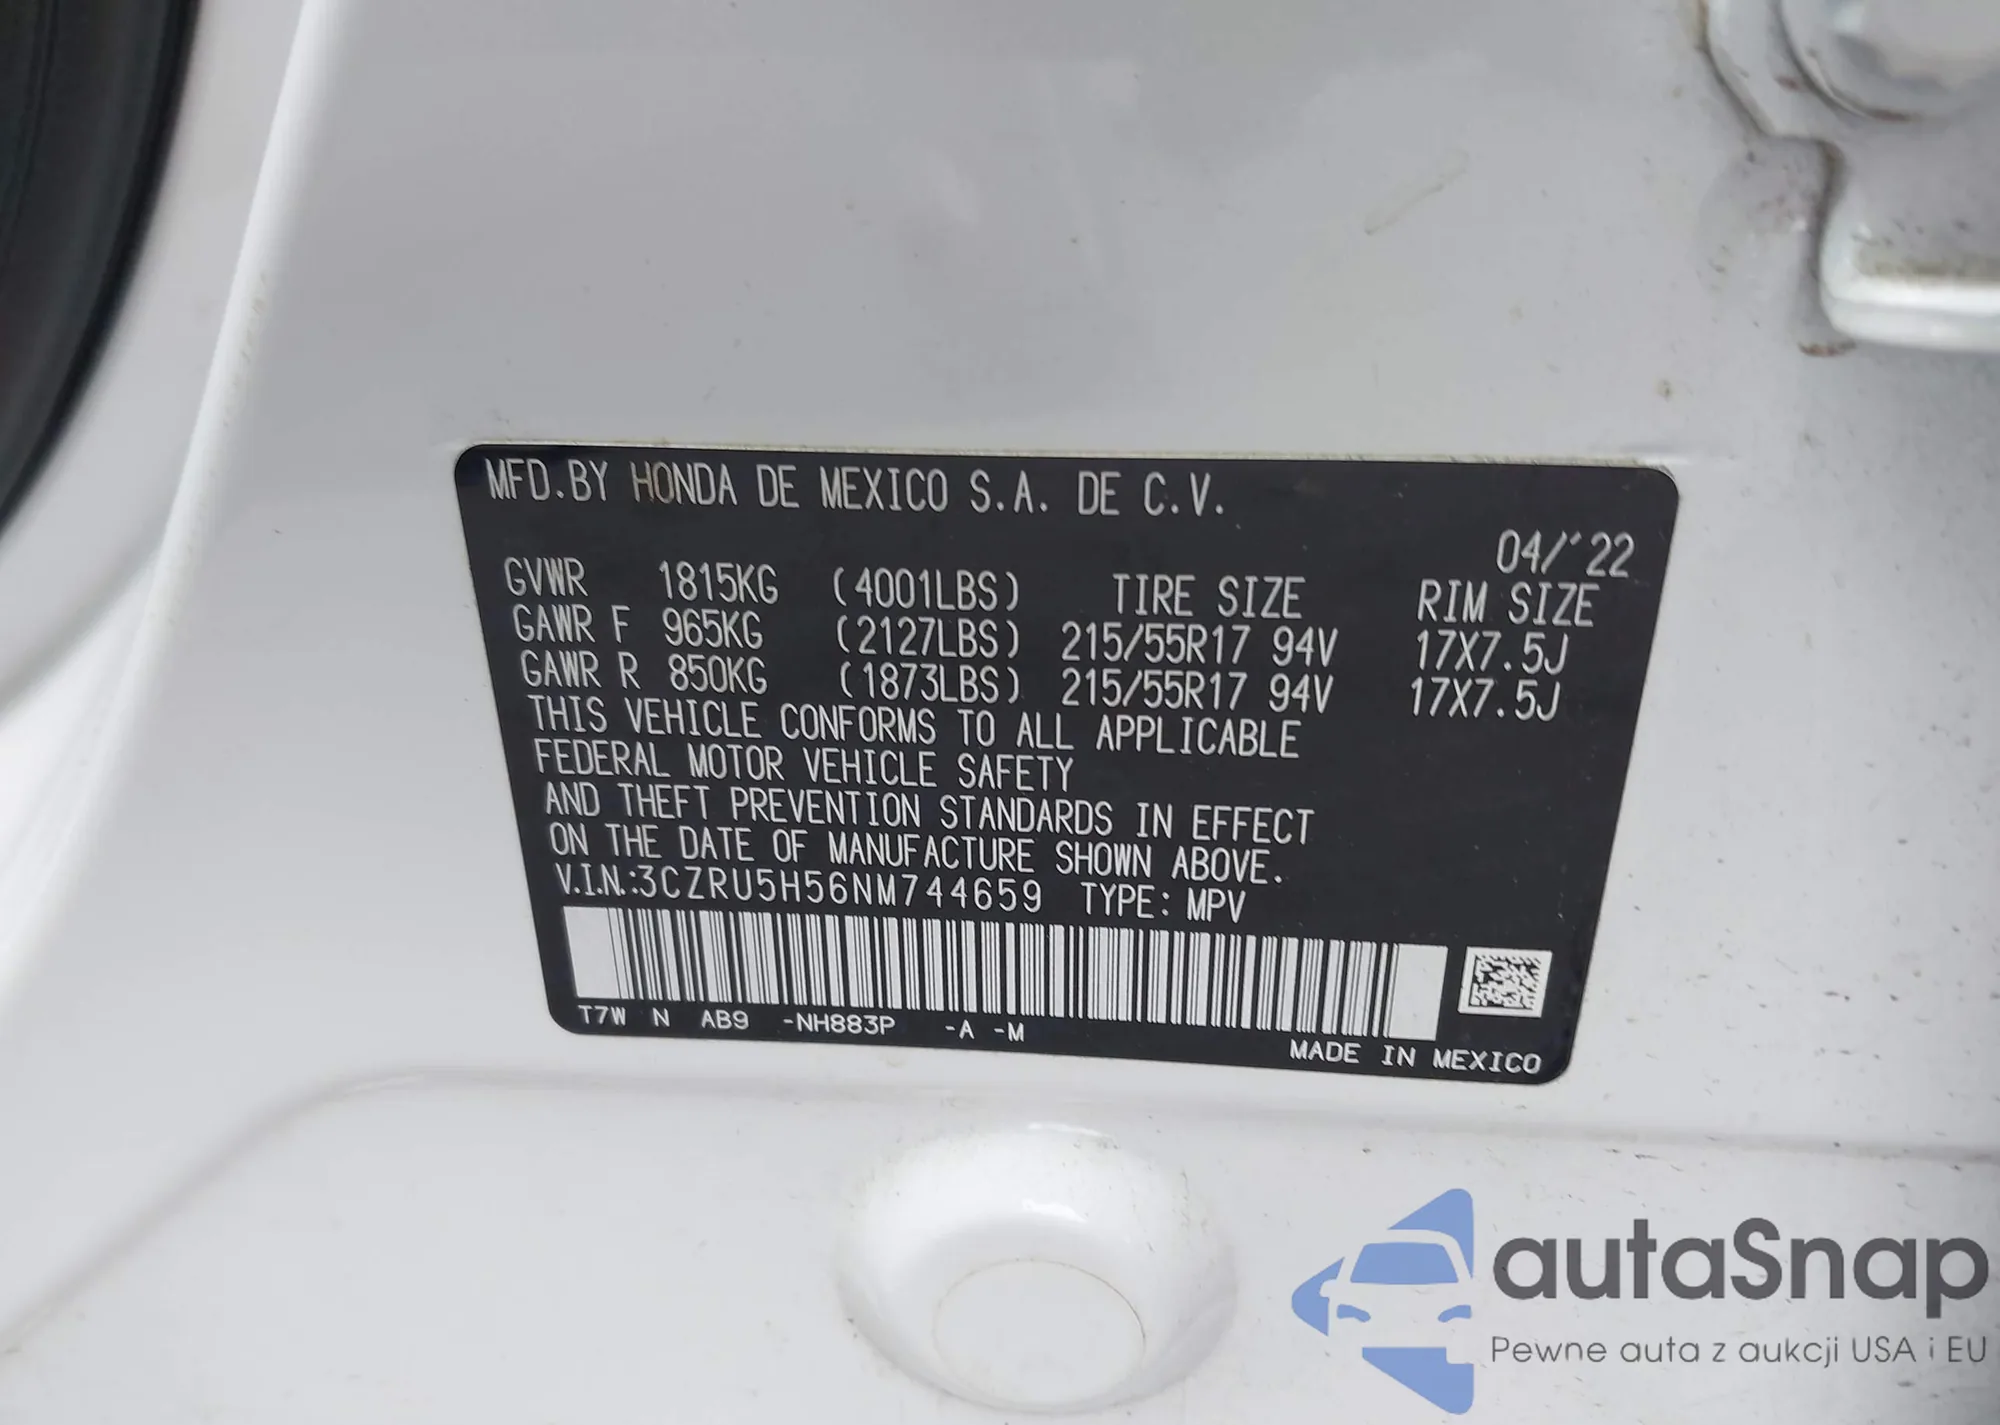 MFD.BY HONDA DE MEXICO S.A. DE C.V.
04/'22
GVWR 1815KG (4001LBS) TIRE SIZE RIM SIZE
GAWR F 965KG (2127LBS) 215/55R17 94V 17X7.5J
GAWR R 850KG (1873LBS) 215/55R17 94V 17X7.5J
THIS VEHICLE CONFORMS TO ALL APPLICABLE
FEDERAL MOTOR VEHICLE SAFETY
AND THEFT PREVENTION STANDARDS IN EFFECT
ON THE DATE OF MANUFACTURE SHOWN ABOVE.
V.I.N.:3CZRU5H56NM744659 TYPE: MPV
T7W N AB9 -NH883P -A -M
MADE IN MEXICO
autaSnap
Pewne auta z aukcji USA i EU